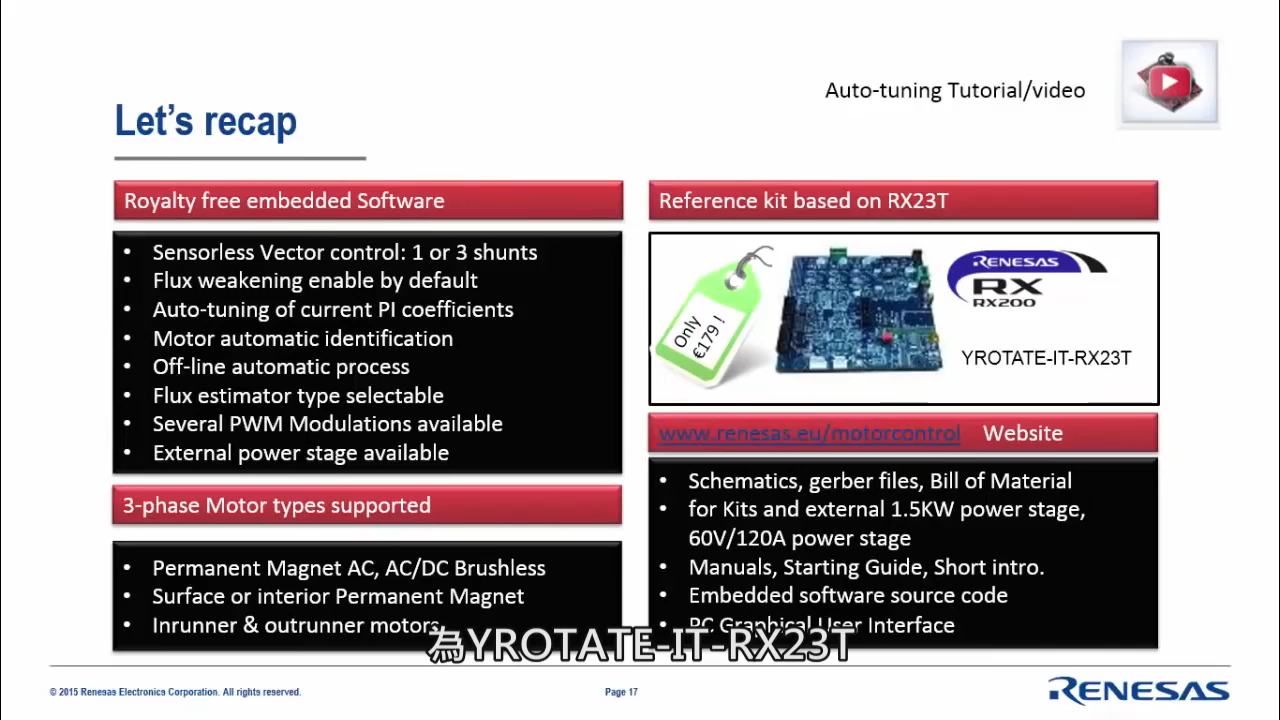 Auto-tuning Tutorial/video
Let's recap
Royalty free embedded Software
• Sensorless Vector control: 1 or 3 shunts
• Flux weakening enable by default
• Auto-tuning of current PI coefficients
• Motor automatic identification
• Off-line automatic process
• Flux estimator type selectable
• Several PWM Modulations available
• External power stage available
3-phase Motor types supported
• Permanent Magnet AC, AC/DC Brushless
• Surface or interior Permanent Magnet
• Inrunner & outrunner motors
Reference kit based on RX23T
Only
€179 !
RENESAS
RX
RX200
YROTATE-IT-RX23T
www.renesas.eu/motorcontrol Website
• Schematics, gerber files, Bill of Material
• for Kits and external 1.5KW power stage,
60V/120A power stage
• Manuals, Starting Guide, Short intro.
• Embedded software source code
• PC Graphical User Interface
為YROTATE-IT-RX23T
© 2015 Renesas Electronics Corporation. All rights reserved.
Page 17
RENESAS